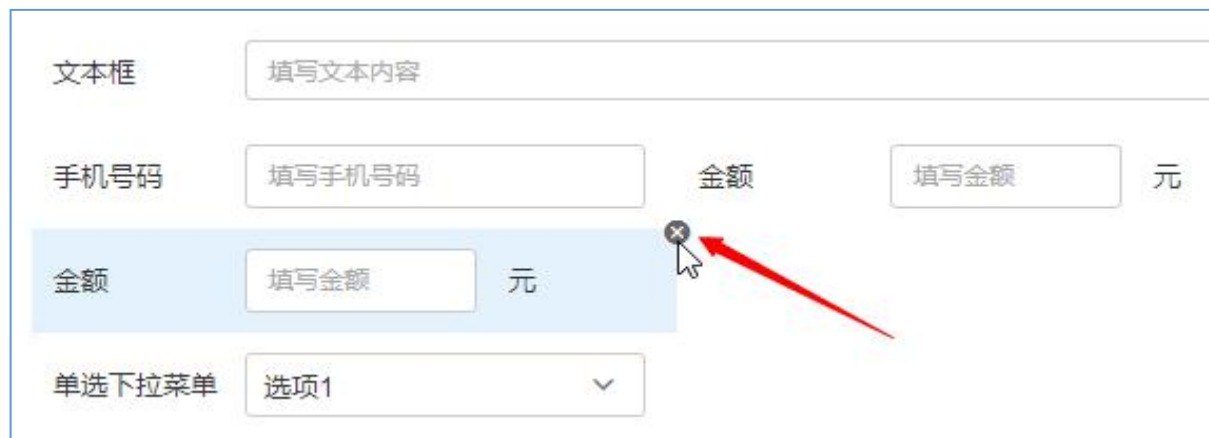 文本框 填写文本内容
手机号码 填写手机号码 金额 填写金额 元
金额 填写金额 元
单选下拉菜单 选项1